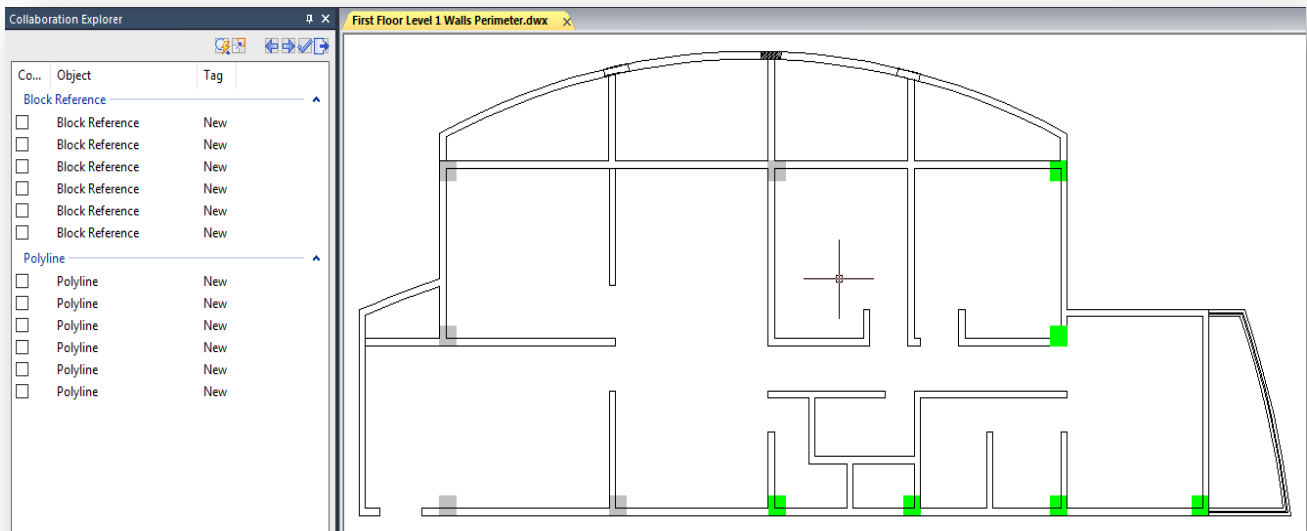 Collaboration Explorer
First Floor Level 1 Walls Perimeter.dwx
Co... Object Tag
Block Reference
Block Reference New
Block Reference New
Block Reference New
Block Reference New
Block Reference New
Block Reference New
Polyline
Polyline New
Polyline New
Polyline New
Polyline New
Polyline New
Polyline New